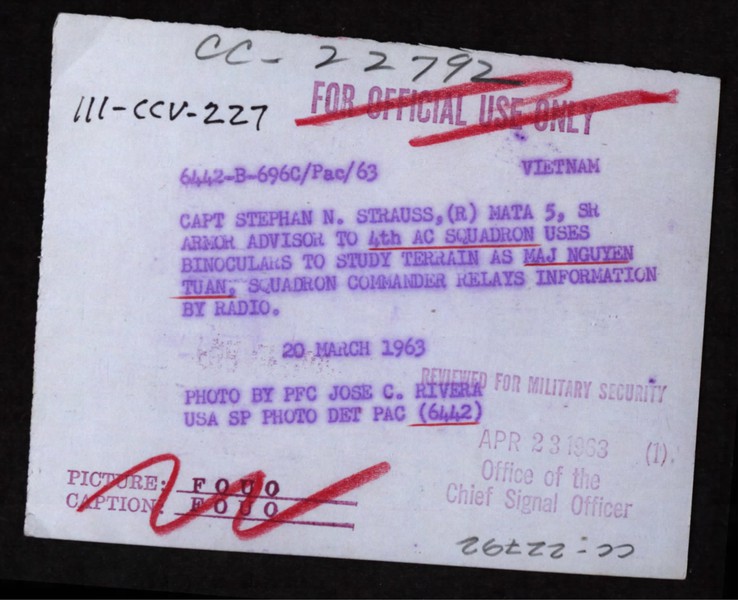 CC-22792
III-CCV-227
FOR OFFICIAL USE ONLY
6442-B-696C/Pac/63 VIETNAM
CAPT STEPHAN N. STRAUSS,(R) MATA 5, SR
ARMOR ADVISOR TO 4th AC SQUADRON USES
BINOCULARS TO STUDY TERRAIN AS MAJ NGUYEN
TUAN, SQUADRON COMMANDER RELAYS INFORMATION
BY RADIO.
20 MARCH 1963
PHOTO BY PFC JOSE C. RIVERA
USA SP PHOTO DET PAC (6442)
REVIEWED FOR MILITARY SECURITY
APR 23 1963 (1).
Office of the
Chief Signal Officer
PICTURE: F O U O
CAPTION: F O U O
CC-22792